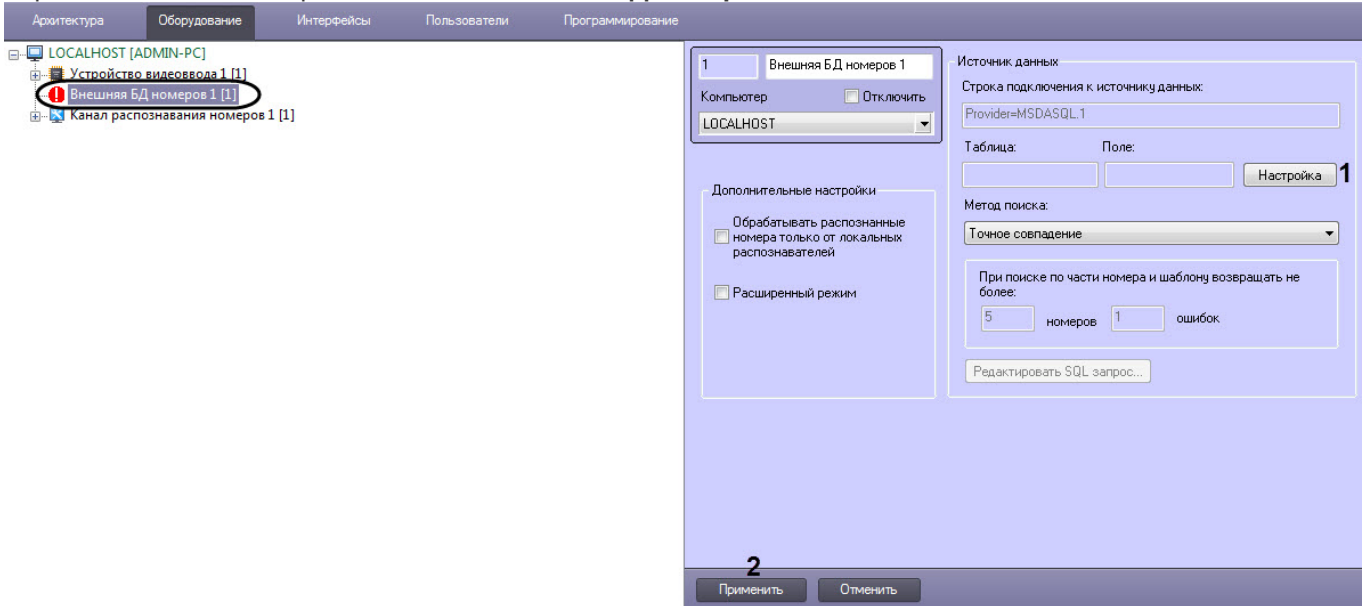 Архитектура Оборудование Интерфейсы Пользователи Программирование
LOCALHOST [ADMIN-PC]
Устройство видеоввода 1 [1]
Внешняя БД номеров 1 [1]
Канал распознавания номеров 1 [1]
1 Внешняя БД номеров 1
Компьютер Отключить
LOCALHOST
Дополнительные настройки
Обрабатывать распознанные
номера только от локальных
распознавателей
Расширенный режим
Источник данных
Строка подключения к источнику данных:
Provider=MSDASQL.1
Таблица: Поле:
Настройка 1
Метод поиска:
Точное совпадение
При поиске по части номера и шаблону возвращать не
более:
5 номеров 1 ошибок
Редактировать SQL запрос...
2
Применить Отменить